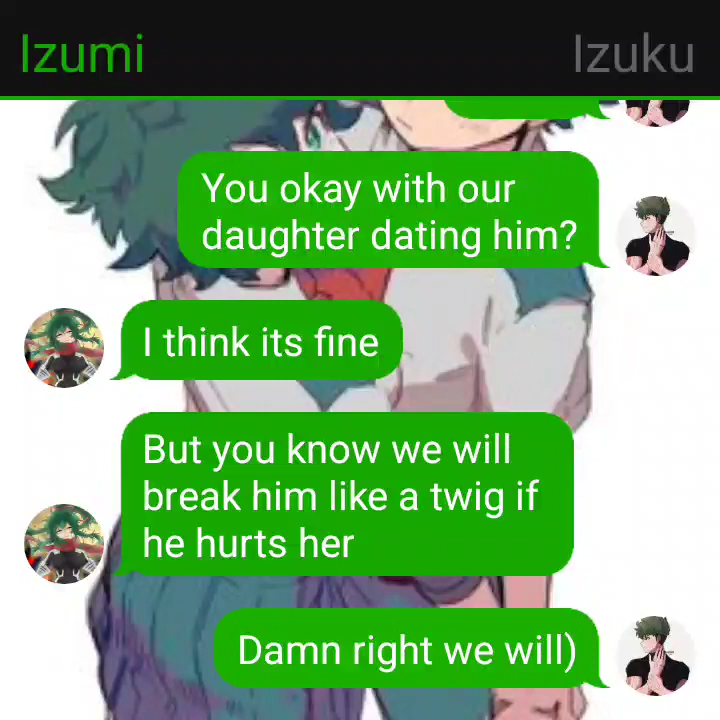 Izumi
Izuku
You okay with our
daughter dating him?
I think its fine
But you know we will
break him like a twig if
he hurts her
Damn right we will)